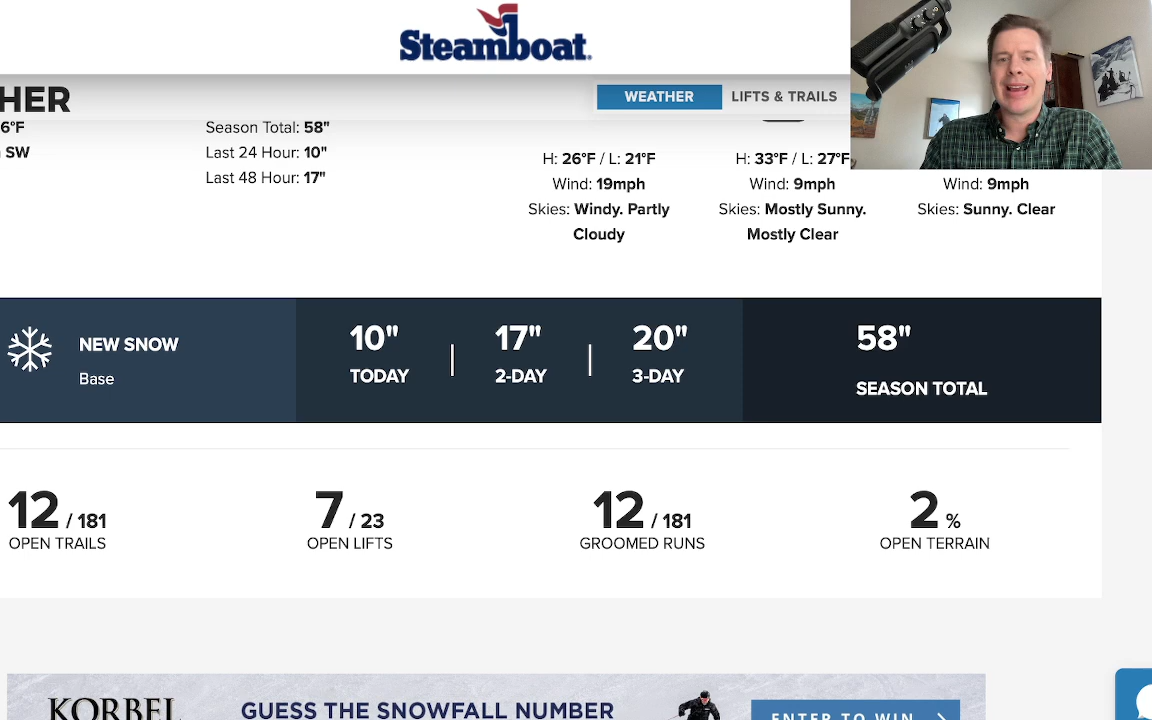 Steamboat.
HER
WEATHER
LIFTS & TRAILS
6°F
Season Total: 58"
SW
Last 24 Hour: 10"
Last 48 Hour: 17"
H: 26°F / L: 21°F
H: 33°F / L: 27°F
Wind: 19mph
Wind: 9mph
Wind: 9mph
Skies: Windy. Partly Cloudy
Skies: Mostly Sunny. Mostly Clear
Skies: Sunny. Clear
NEW SNOW
Base
10"
TODAY
17"
2-DAY
20"
3-DAY
58"
SEASON TOTAL
12 / 181
OPEN TRAILS
7 / 23
OPEN LIFTS
12 / 181
GROOMED RUNS
2 %
OPEN TERRAIN
KORBEL
GUESS THE SNOWFALL NUMBER
ENTER TO WIN